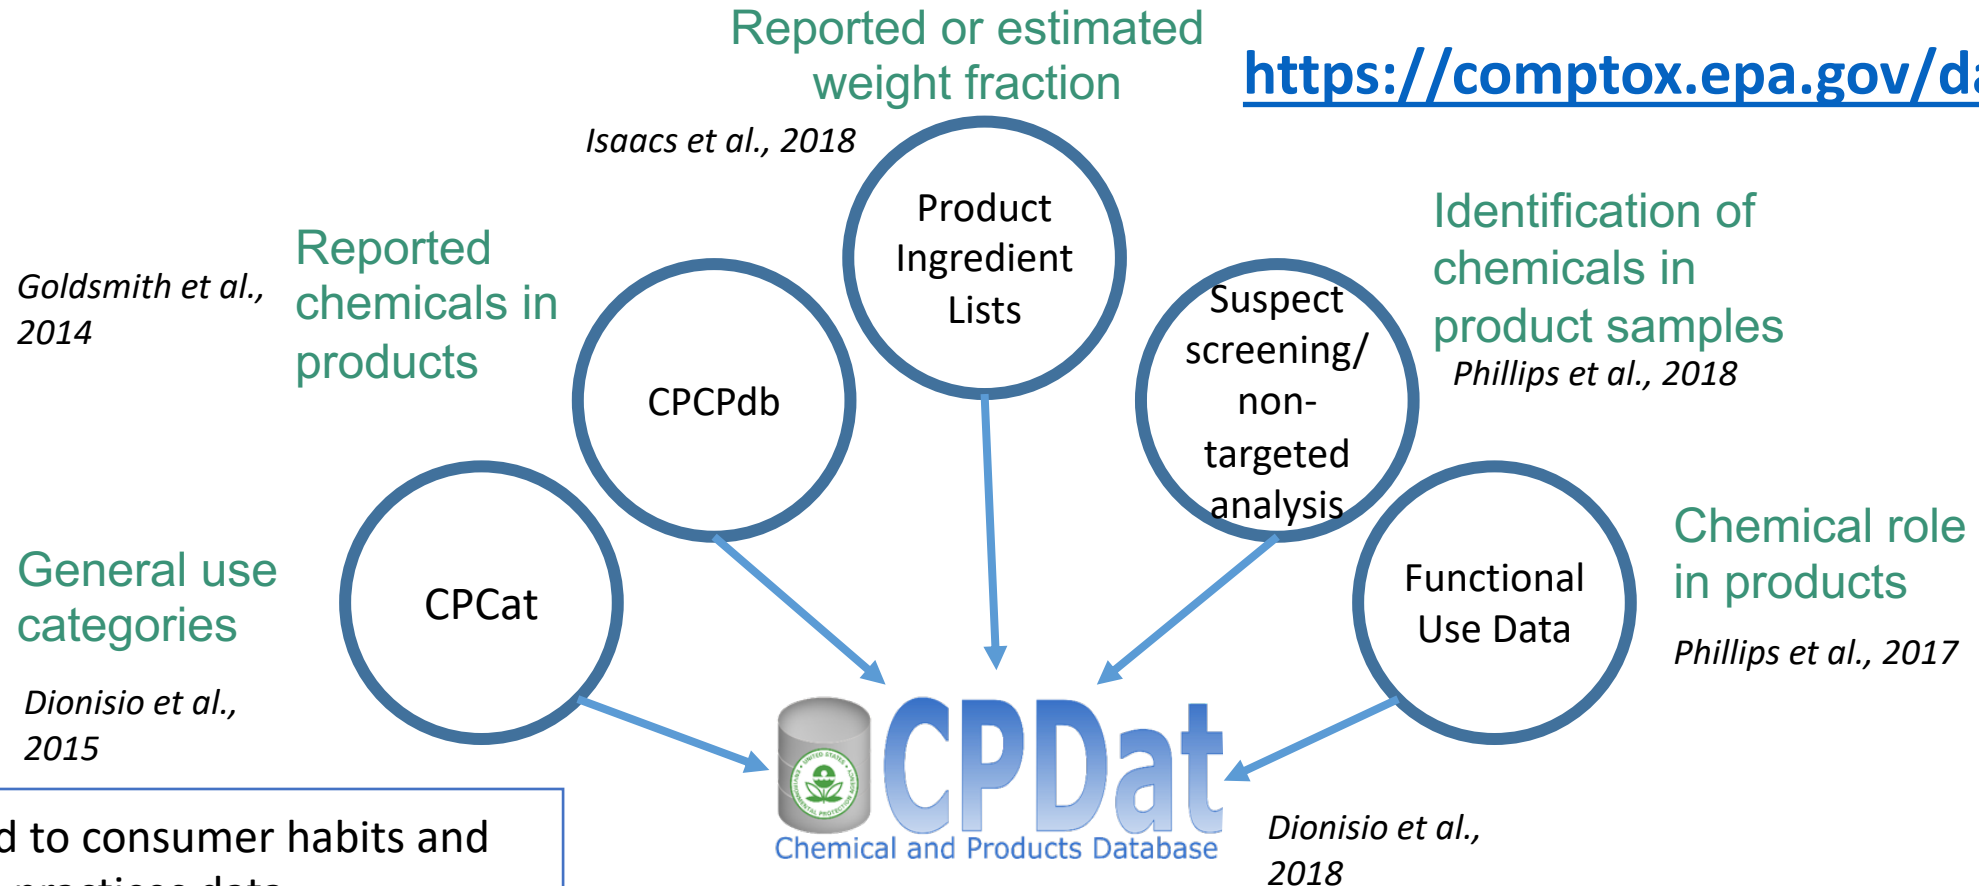 Reported or estimated
weight fraction
https://comptox.epa.gov/da
Isaacs et al., 2018
Product
Ingredient
Lists
Identification of
chemicals in
product samples
Phillips et al., 2018
Reported
chemicals in
products
Goldsmith et al.,
2014
CPCPdb
Suspect
screening/
non-
targeted
analysis
General use
categories
Dionisio et al.,
2015
CPCat
Functional
Use Data
Chemical role
in products
Phillips et al., 2017
CPDat
Chemical and Products Database
Dionisio et al.,
2018
d to consumer habits and
practices data